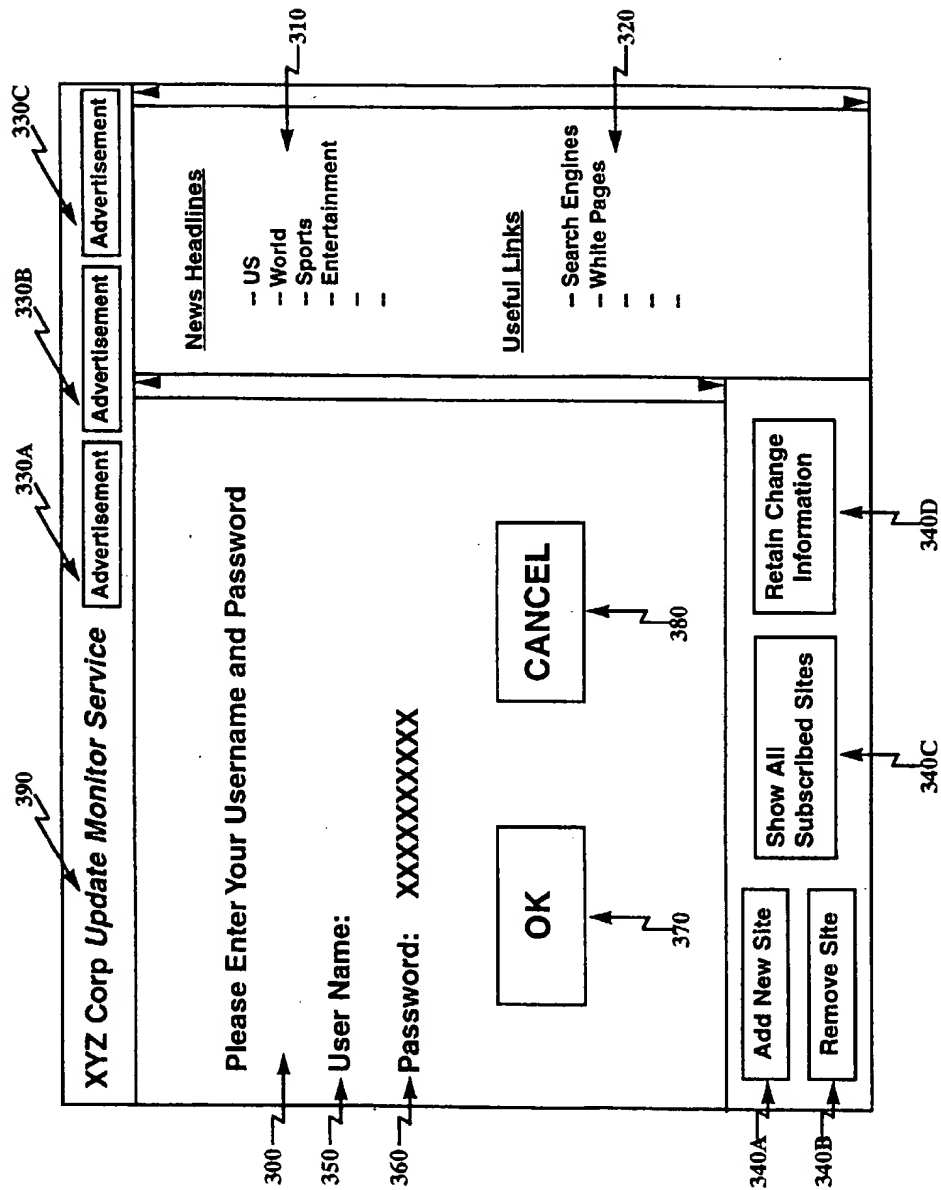 390
330A
330B
330C
XYZ Corp Update Monitor Service
Advertisement
Advertisement
Advertisement
Please Enter Your Username and Password
300
350
User Name:
360
Password: XXXXXXXXXX
OK
CANCEL
370
380
News Headlines
-- US
-- World
-- Sports
-- Entertainment
--
--
310
Useful Links
-- Search Engines
-- White Pages
--
--
--
320
Add New Site
Remove Site
Show All
Subscribed Sites
Retain Change
Information
340A
340B
340C
340D